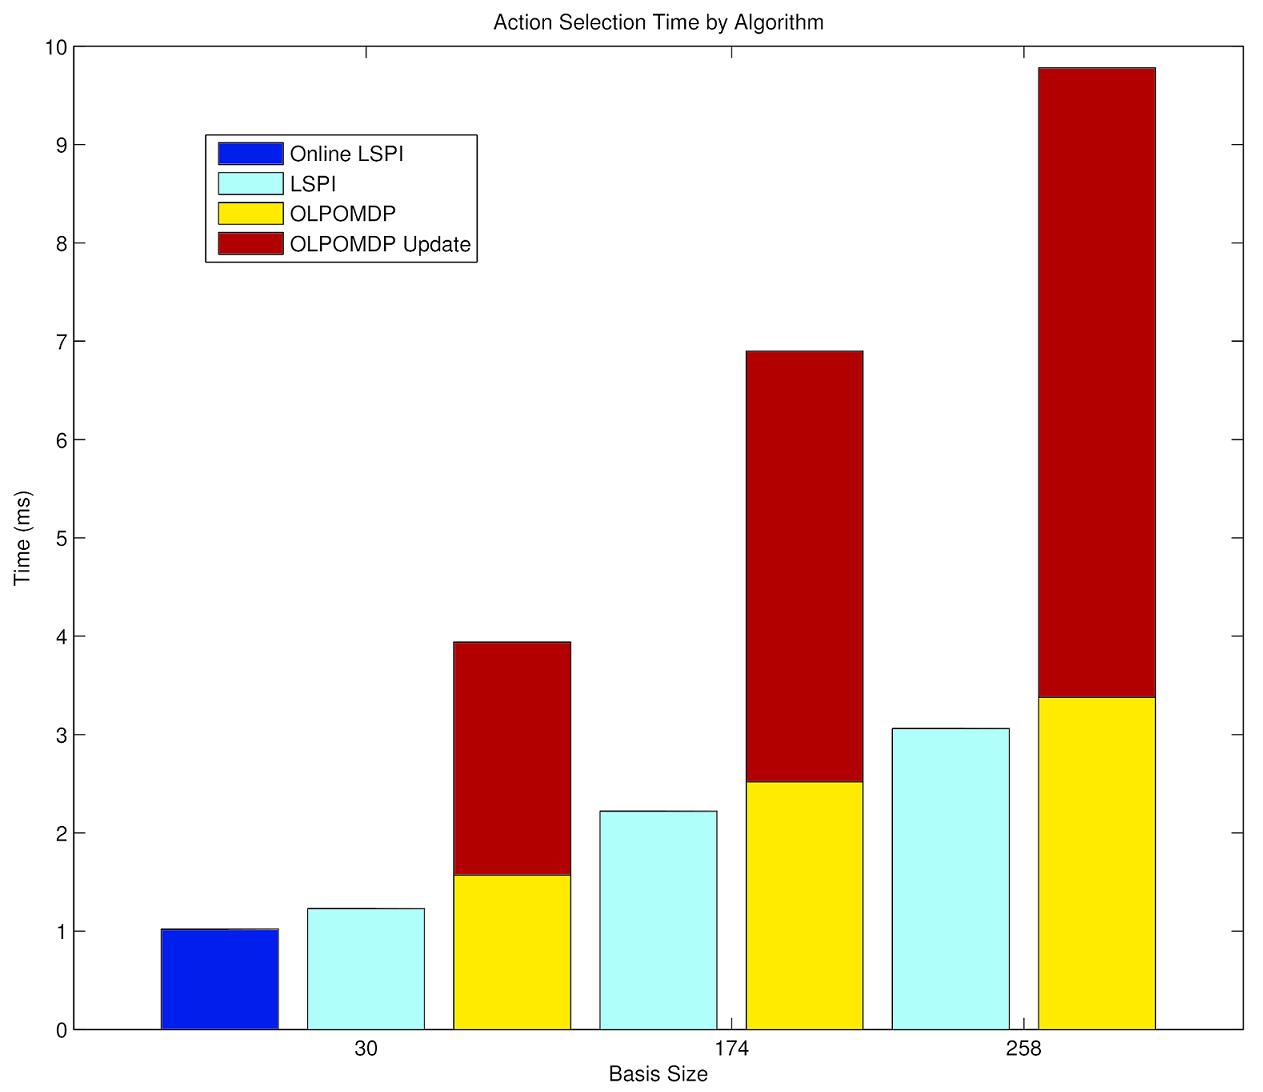 Action Selection Time by Algorithm
10
9
8
7
6
5
4
3
2
1
0
Time (ms)
Online LSPI
LSPI
OLPOMDP
OLPOMDP Update
30
174
258
Basis Size